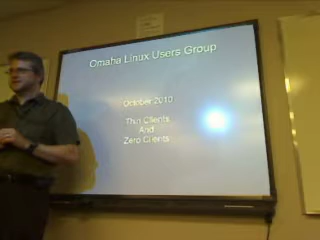 Omaha Linux Users Group
October 2010
Thin Clients
And
Zero Clients